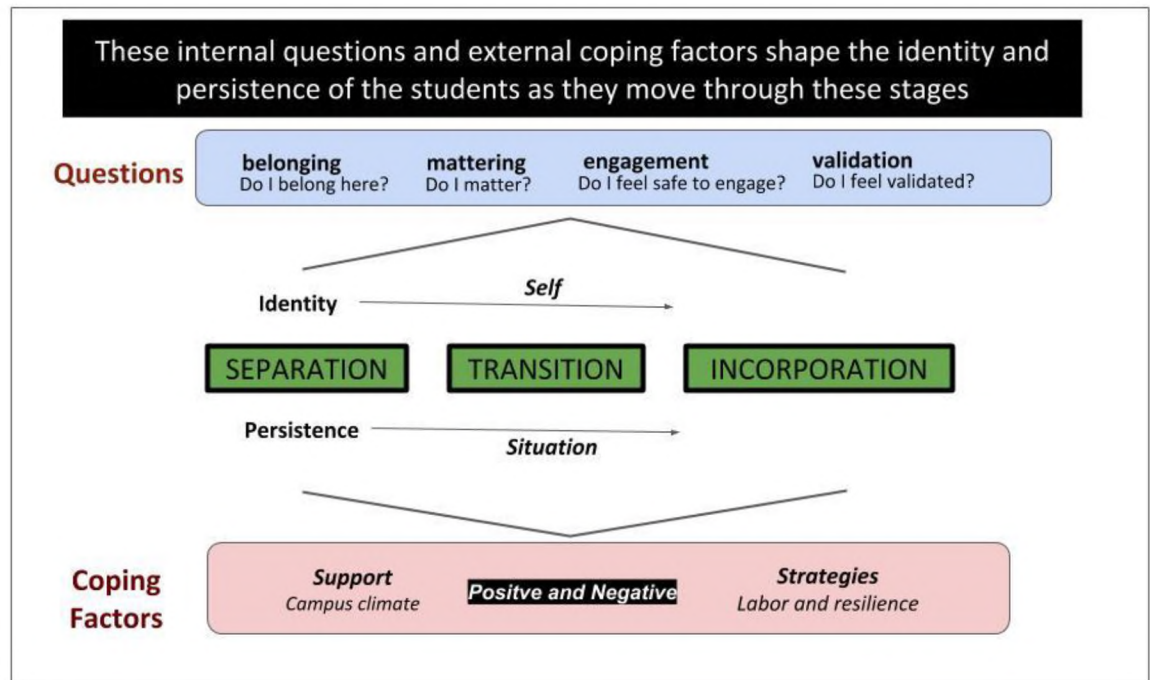 These internal questions and external coping factors shape the identity and
persistence of the students as they move through these stages
Questions
belonging mattering engagement validation
Do I belong here? Do I matter? Do I feel safe to engage? Do I feel validated?
Self
Identity
SEPARATION TRANSITION INCORPORATION
Persistence
Situation
Coping
Factors
Support
Campus climate
Positve and Negative
Strategies
Labor and resilience